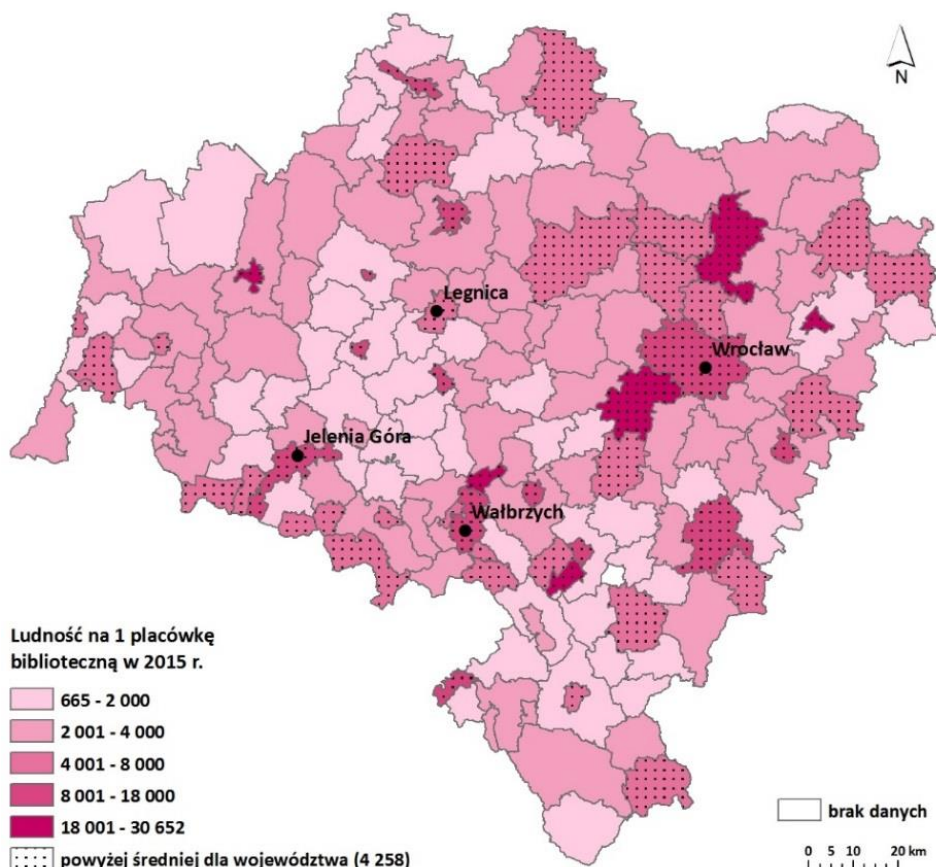 N
Legnica
Wrocław
Jelenia Góra
Wałbrzych
Ludność na 1 placówkę
biblioteczną w 2015 r.
665 - 2 000
2 001 - 4 000
4 001 - 8 000
8 001 - 18 000
18 001 - 30 652
powyżej średniej dla województwa (4 258)
brak danych
0 5 10 20 km